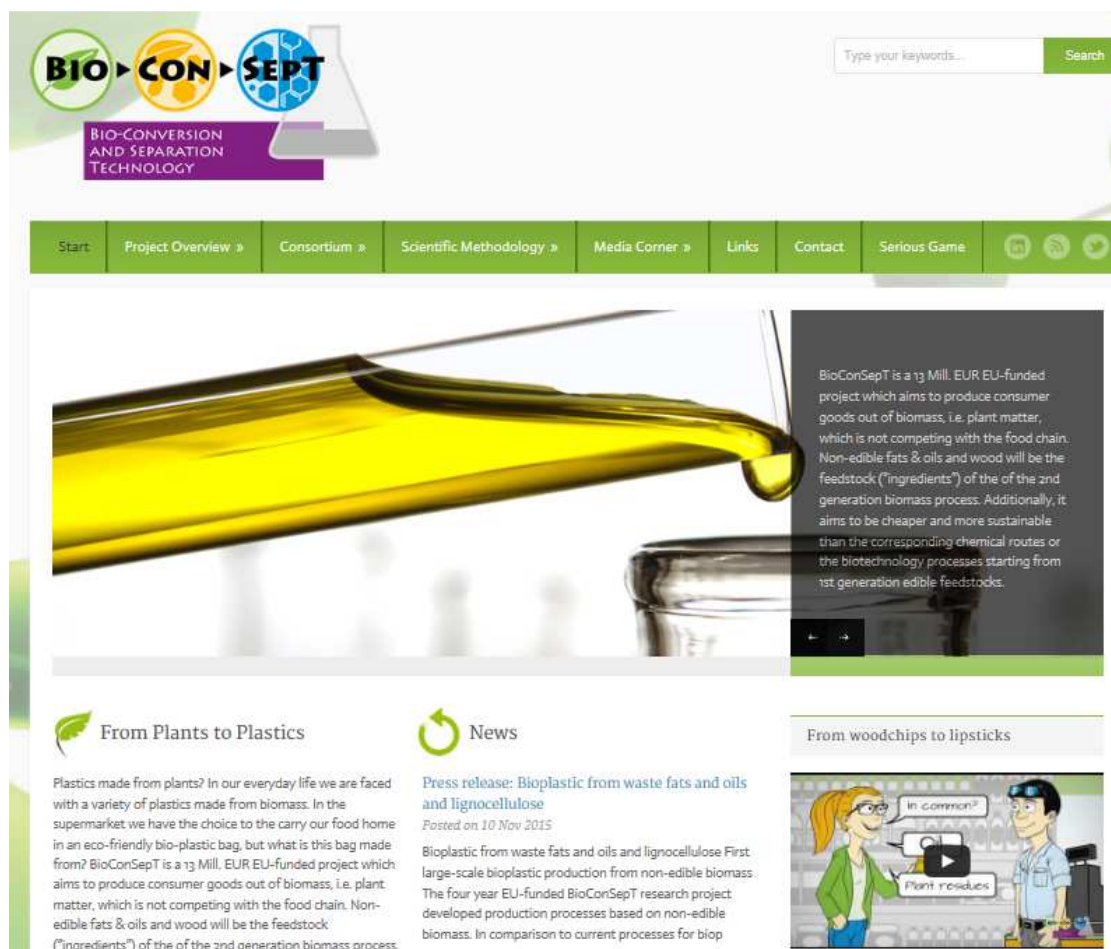 BIO CON SEPT
BIO-CONVERSION
AND SEPARATION
TECHNOLOGY
Type your keywords...
Search
Start
Project Overview »
Consortium »
Scientific Methodology »
Media Corner »
Links
Contact
Serious Game
BioConSepT is a 13 Mill. EUR EU-funded
project which aims to produce consumer
goods out of biomass, i.e. plant matter,
which is not competing with the food chain.
Non-edible fats & oils and wood will be the
feedstock ("ingredients") of the of the 2nd
generation biomass process. Additionally, it
aims to be cheaper and more sustainable
than the corresponding chemical routes or
the biotechnology processes starting from
1st generation edible feedstocks.
From Plants to Plastics
Plastics made from plants? In our everyday life we are faced
with a variety of plastics made from biomass. In the
supermarket we have the choice to the carry our food home
in an eco-friendly bio-plastic bag, but what is this bag made
from? BioConSepT is a 13 Mill. EUR EU-funded project which
aims to produce consumer goods out of biomass, i.e. plant
matter, which is not competing with the food chain. Non-
edible fats & oils and wood will be the feedstock
("ingredients") of the of the 2nd generation biomass process.
News
Press release: Bioplastic from waste fats and oils
and lignocellulose
Posted on 10 Nov 2015
Bioplastic from waste fats and oils and lignocellulose First
large-scale bioplastic production from non-edible biomass
The four year EU-funded BioConSepT research project
developed production processes based on non-edible
biomass. In comparison to current processes for biop
From woodchips to lipsticks
In common?
Oil
Plant residues